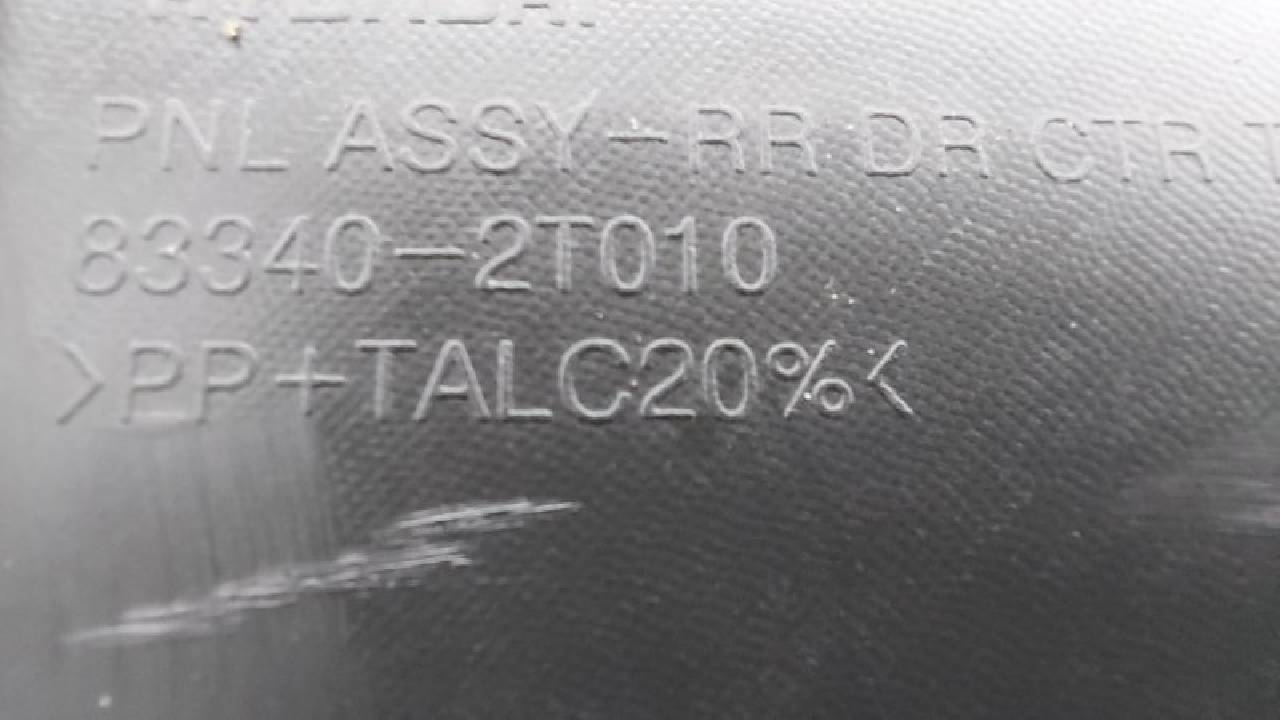 PNL ASSY-RR DR CTR T
83340-2T010
>PP+TALC20%<